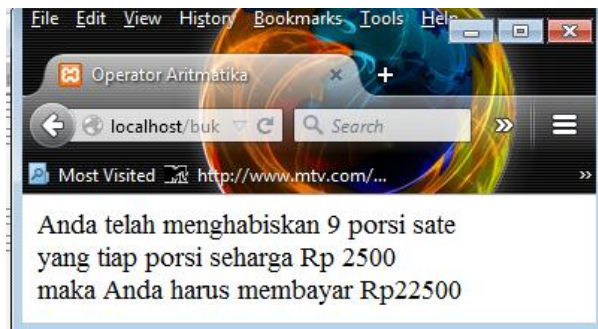 File Edit View History Bookmarks Tools Help
Operator Aritmatika
localhost/buk Search
Most Visited http://www.mtv.com/...
Anda telah menghabiskan 9 porsi sate
yang tiap porsi seharga Rp 2500
maka Anda harus membayar Rp22500